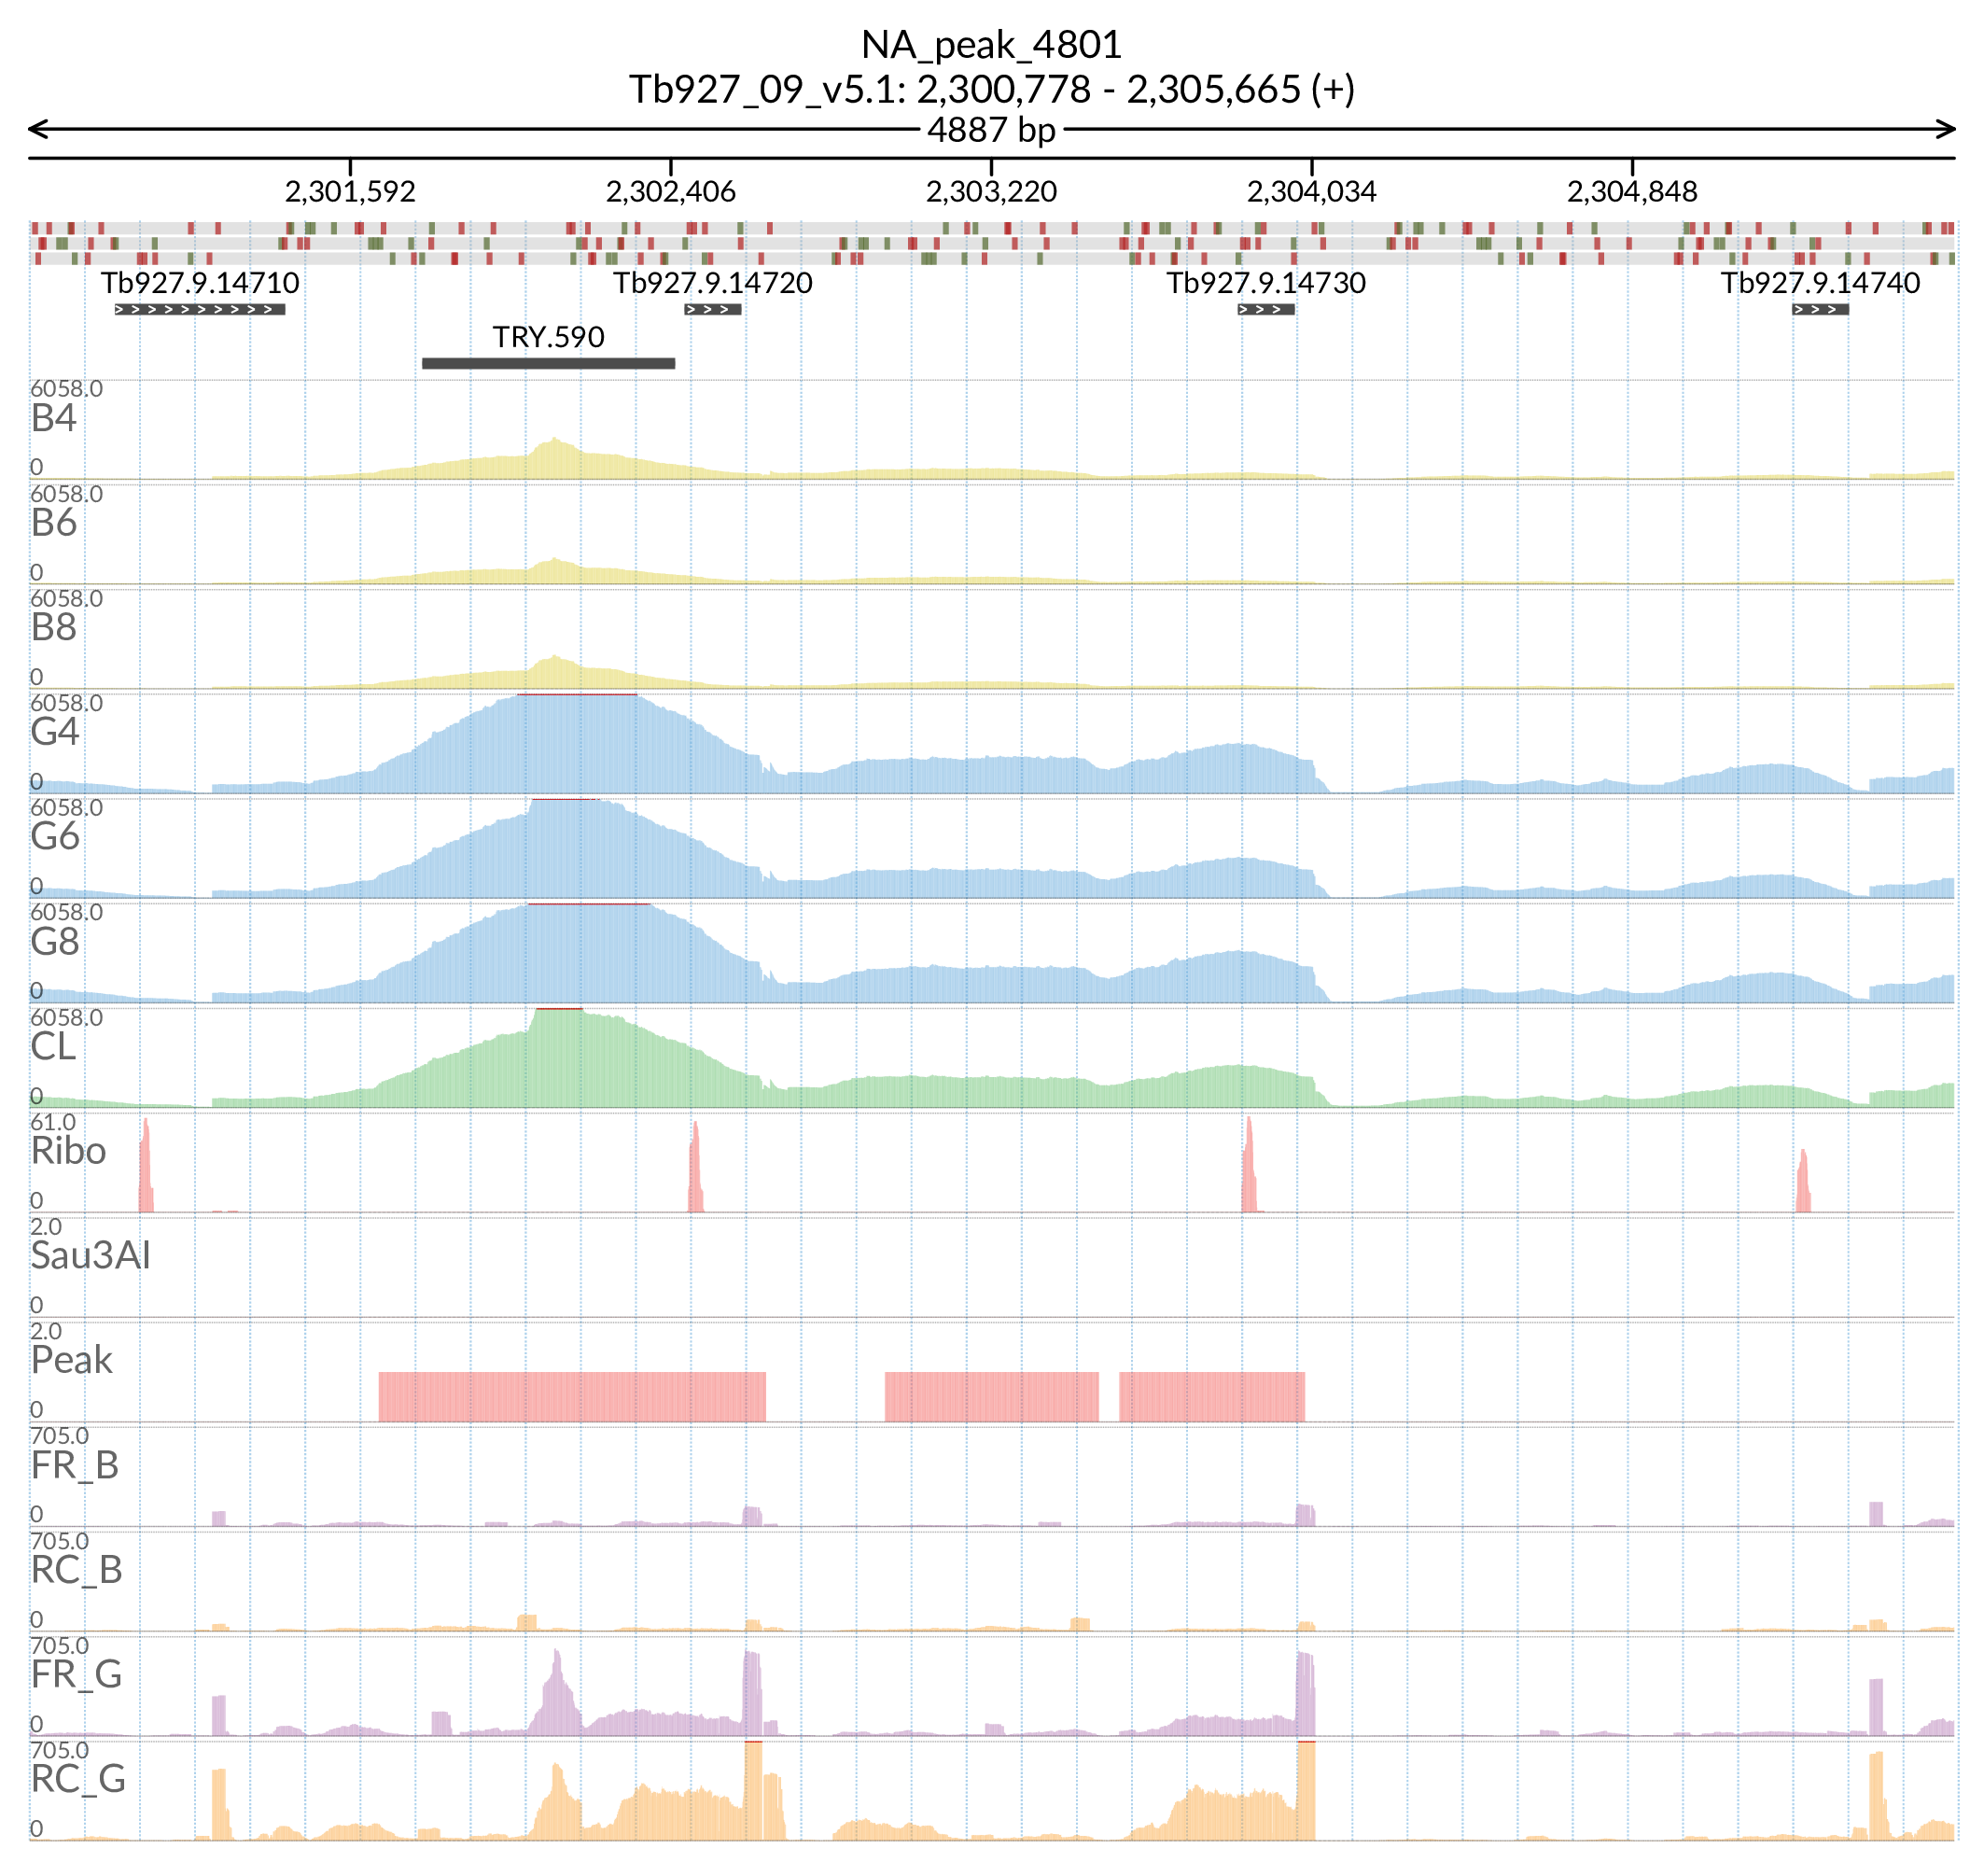 NA_peak_4801
Tb927_09_v5.1: 2,300,778 - 2,305,665 (+)
4887 bp
2,301,592 2,302,406 2,303,220 2,304,034 2,304,848
Tb927.9.14710 Tb927.9.14720 Tb927.9.14730 Tb927.9.14740
TRY.590
6058.0
B4
0
6058.0
B6
0
6058.0
B8
0
6058.0
G4
0
6058.0
G6
0
6058.0
G8
0
6058.0
CL
0
61.0
Ribo
0
2.0
Sau3AI
0
2.0
Peak
0
705.0
FR_B
0
705.0
RC_B
0
705.0
FR_G
0
705.0
RC_G
0